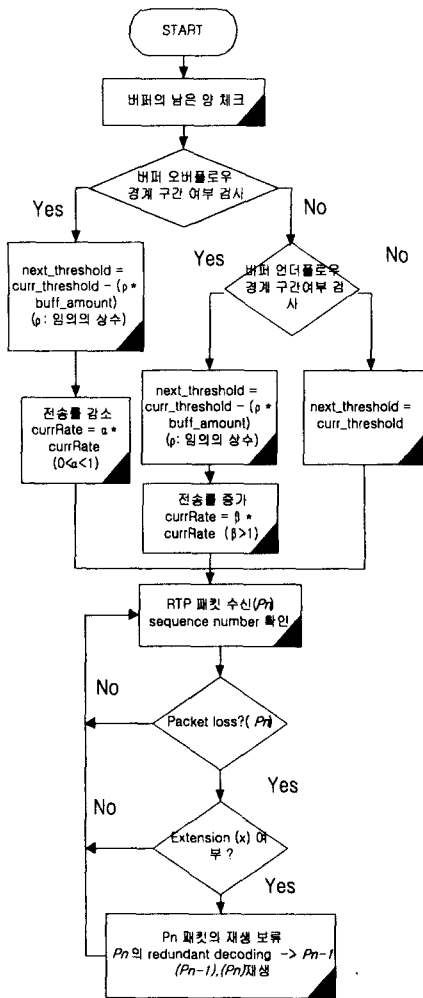 START
버퍼의 남은 양 체크
버퍼 오버플로우
경계 구간 여부 검사
Yes
No
next_threshold =
curr_threshold - (ρ *
buff_amount)
(ρ: 임의의 상수)
Yes
버퍼 언더플로우
경계 구간여부 검
사
No
전송률 감소
currRate = α *
currRate
(0<α<1)
next_threshold =
curr_threshold - (ρ *
buff_amount)
(ρ: 임의의 상수)
next_threshold =
curr_threshold
전송률 증가
currRate = β *
currRate (β>1)
RTP 패킷 수신(Pn)
sequence number 확인
No
Packet loss?( Pn)
Yes
No
Extension (x) 여
부 ?
Yes
Pn 패킷의 재생 보류
Pn의 redundant decoding -> Pn-1
(Pn-1),(Pn)재생